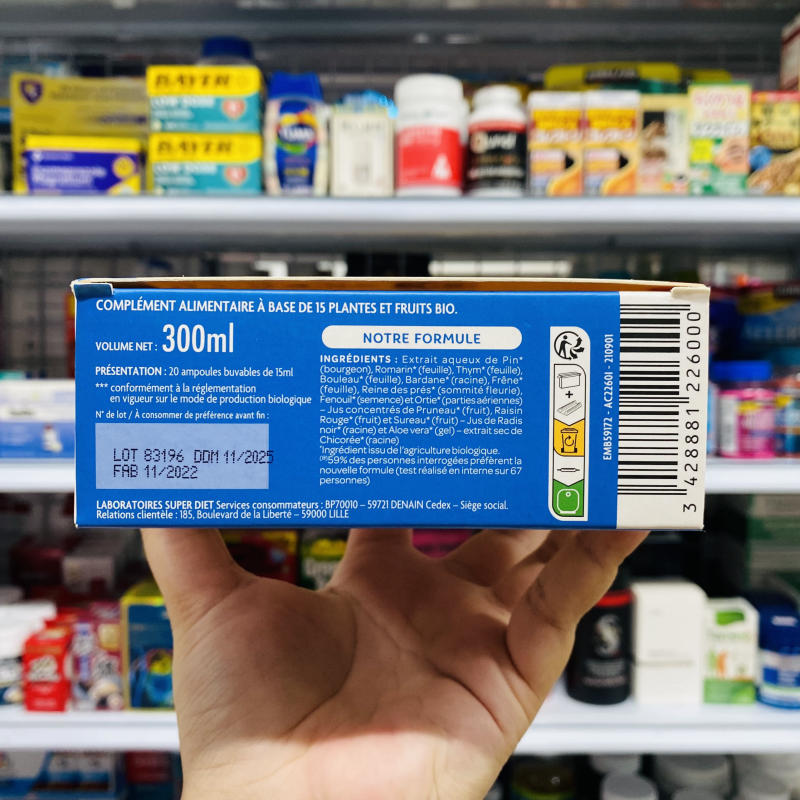 BAYER
BAYER
TUMS
COMPLÉMENT ALIMENTAIRE À BASE DE 15 PLANTES ET FRUITS BIO.
VOLUME NET : 300ml
PRÉSENTATION : 20 ampoules buvables de 15ml
*** conformément à la réglementation
en vigueur sur le mode de production biologique
N° de lot / À consommer de préférence avant fin :
LOT 83196 DDM 11/2025
FAB 11/2022
NOTRE FORMULE
INGRÉDIENTS : Extrait aqueux de Pin*
(bourgeon), Romarin* (feuille), Thym* (feuille),
Bouleau* (feuille), Bardane* (racine), Frêne*
(feuille), Reine des prés* (sommité fleurie),
Fenouil* (semence) et Ortie* (parties aériennes)
– Jus concentrés de Pruneau* (fruit), Raisin
Rouge* (fruit) et Sureau* (fruit) – Jus de Radis
noir* (racine) et Aloe vera* (gel) – extrait sec de
Chicorée* (racine)
*Ingrédient issu de l'agriculture biologique.
59% des personnes interrogées préfèrent la
nouvelle formule (test réalisé en interne sur 67
personnes)
LABORATOIRES SUPER DIET Services consommateurs : BP70010 – 59721 DENAIN Cedex – Siège social.
Relations clientèle : 185, Boulevard de la Liberté – 59000 LILLE
EMB59172 - AC22601 - 210901
3 428881 226000